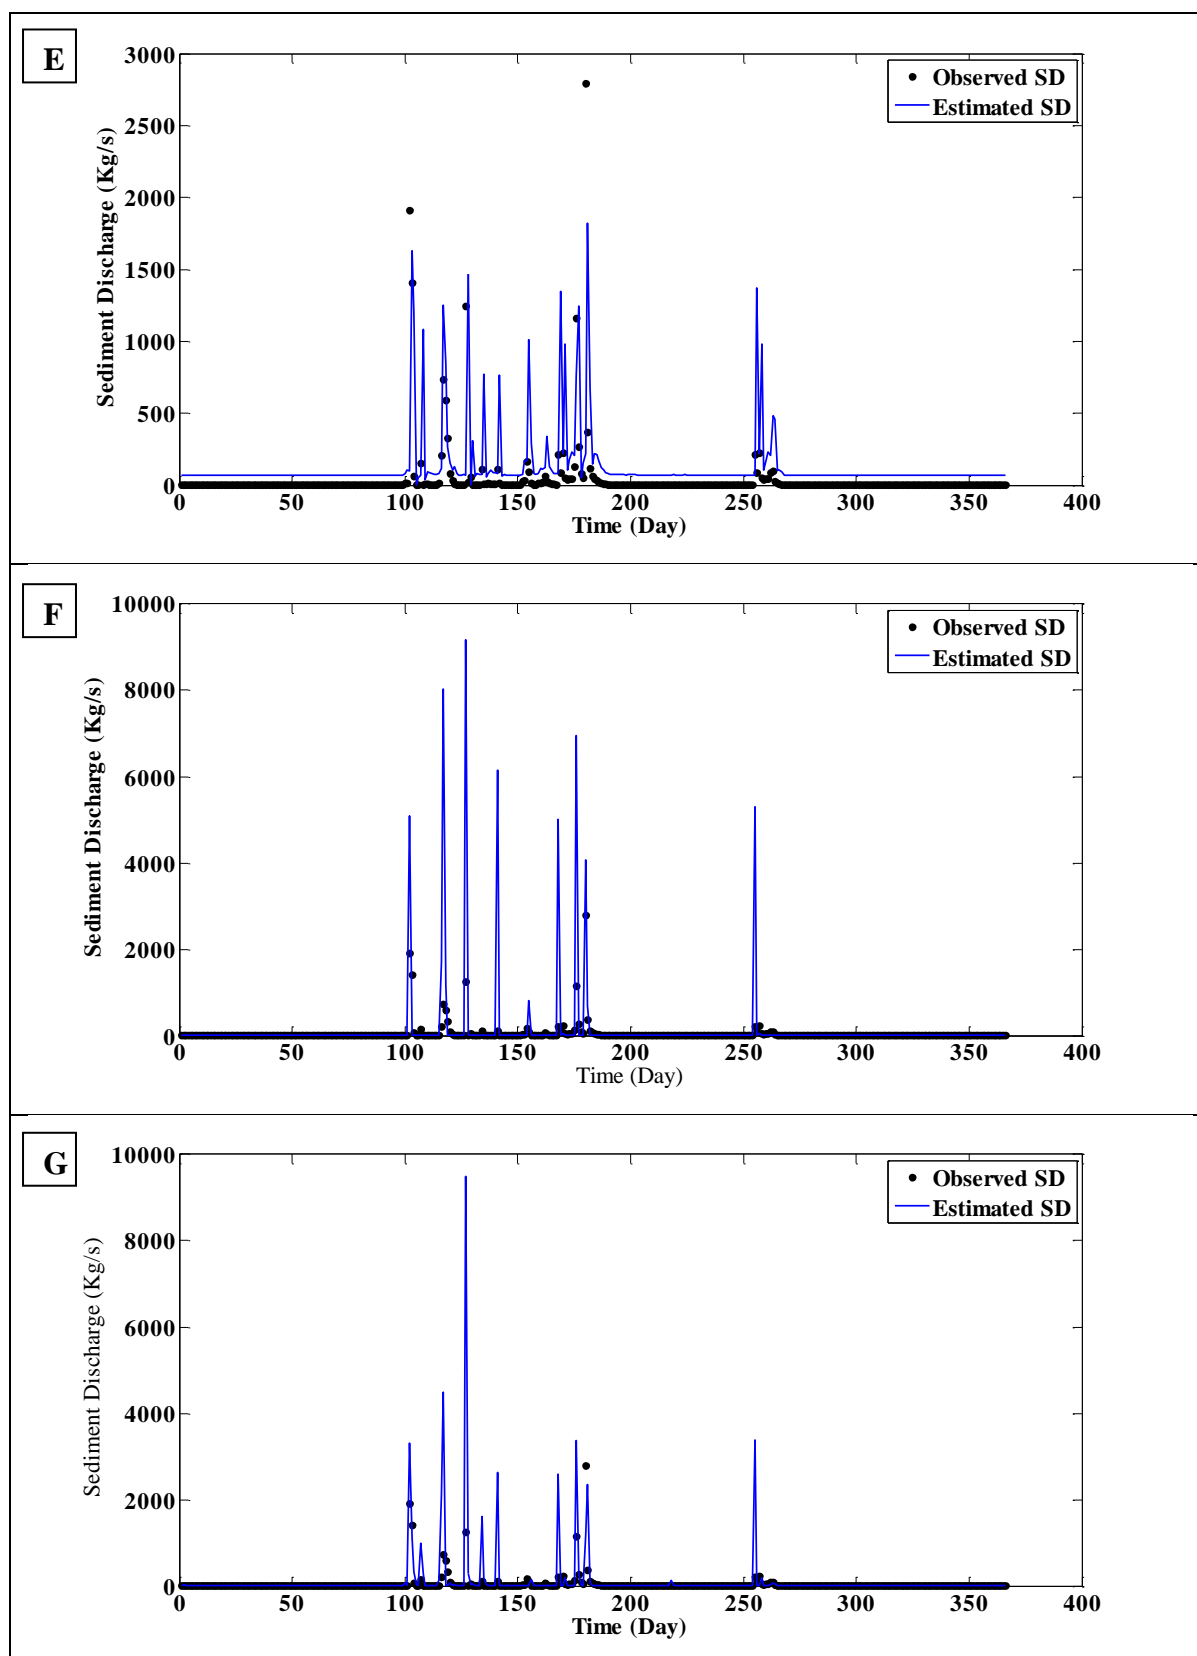 E
3000
2500
2000
1500
1000
500
0
Sediment Discharge (Kg/s)
Observed SD
Estimated SD
0 50 100 150 200 250 300 350 400
Time (Day)
F
10000
8000
6000
4000
2000
0
Sediment Discharge (Kg/s)
Observed SD
Estimated SD
0 50 100 150 200 250 300 350 400
Time (Day)
G
10000
8000
6000
4000
2000
0
Sediment Discharge (Kg/s)
Observed SD
Estimated SD
0 50 100 150 200 250 300 350 400
Time (Day)